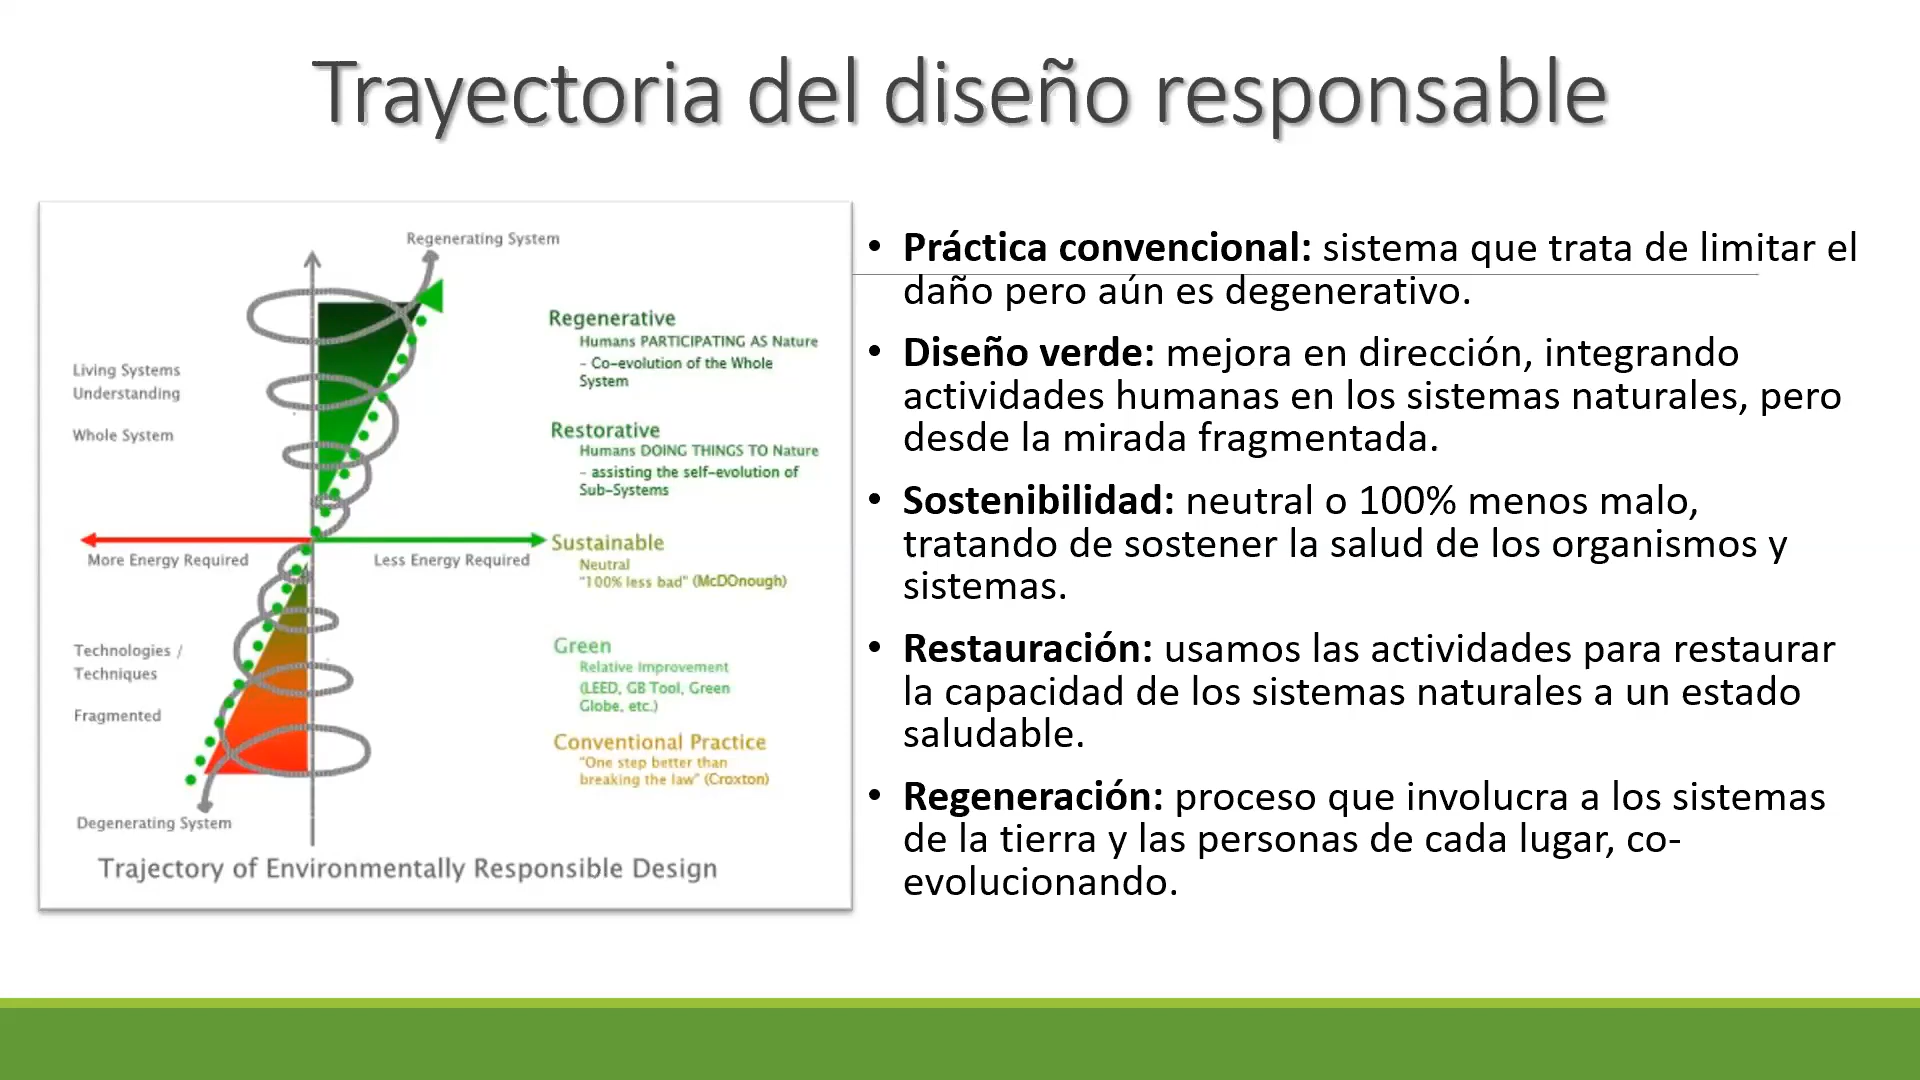 Trayectoria del diseño responsable
Regenerating System
Living Systems
Understanding
Whole System
More Energy Required
Less Energy Required
Technologies /
Techniques
Fragmented
Degenerating System
Regenerative
Humans PARTICIPATING AS Nature
- Co-evolution of the Whole
System
Restorative
Humans DOING THINGS TO Nature
- assisting the self-evolution of
Sub-Systems
Sustainable
Neutral
"100% less bad" (McDOnough)
Green
Relative Improvement
(LEED, GB Tool, Green
Globe, etc.)
Conventional Practice
"One step better than
breaking the law" (Croxton)
Trajectory of Environmentally Responsible Design
• Práctica convencional: sistema que trata de limitar el
daño pero aún es degenerativo.
• Diseño verde: mejora en dirección, integrando
actividades humanas en los sistemas naturales, pero
desde la mirada fragmentada.
• Sostenibilidad: neutral o 100% menos malo,
tratando de sostener la salud de los organismos y
sistemas.
• Restauración: usamos las actividades para restaurar
la capacidad de los sistemas naturales a un estado
saludable.
• Regeneración: proceso que involucra a los sistemas
de la tierra y las personas de cada lugar, co-
evolucionando.